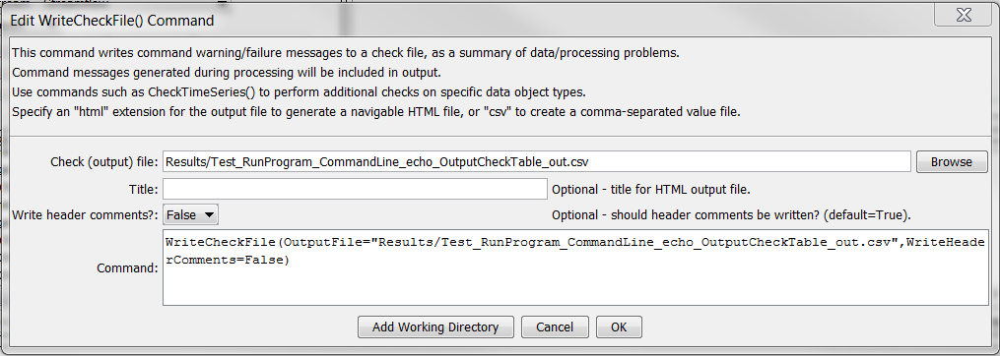 Edit WriteCheckFile() Command
This command writes command warning/failure messages to a check file, as a summary of data/processing problems.
Command messages generated during processing will be included in output.
Use commands such as CheckTimeSeries() to perform additional checks on specific data object types.
Specify an "html" extension for the output file to generate a navigable HTML file, or "csv" to create a comma-separated value file.
Check (output) file: Results/Test_RunProgram_CommandLine_echo_OutputCheckTable_out.csv Browse
Title: Optional - title for HTML output file.
Write header comments?: False Optional - should header comments be written? (default=True).
Command: WriteCheckFile(OutputFile="Results/Test_RunProgram_CommandLine_echo_OutputCheckTable_out.csv",WriteHeade
rComments=False)
Add Working Directory Cancel OK